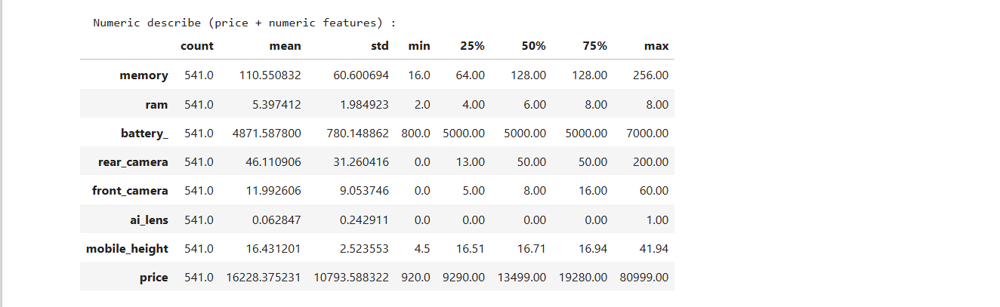 Numeric describe (price + numeric features) :
count mean std min 25% 50% 75% max
memory 541.0 110.550832 60.600694 16.0 64.00 128.00 128.00 256.00
ram 541.0 5.397412 1.984923 2.0 4.00 6.00 8.00 8.00
battery_ 541.0 4871.587800 780.148862 800.0 5000.00 5000.00 5000.00 7000.00
rear_camera 541.0 46.110906 31.260416 0.0 13.00 50.00 50.00 200.00
front_camera 541.0 11.992606 9.053746 0.0 5.00 8.00 16.00 60.00
ai_lens 541.0 0.062847 0.242911 0.0 0.00 0.00 0.00 1.00
mobile_height 541.0 16.431201 2.523553 4.5 16.51 16.71 16.94 41.94
price 541.0 16228.375231 10793.588322 920.0 9290.00 13499.00 19280.00 80999.00